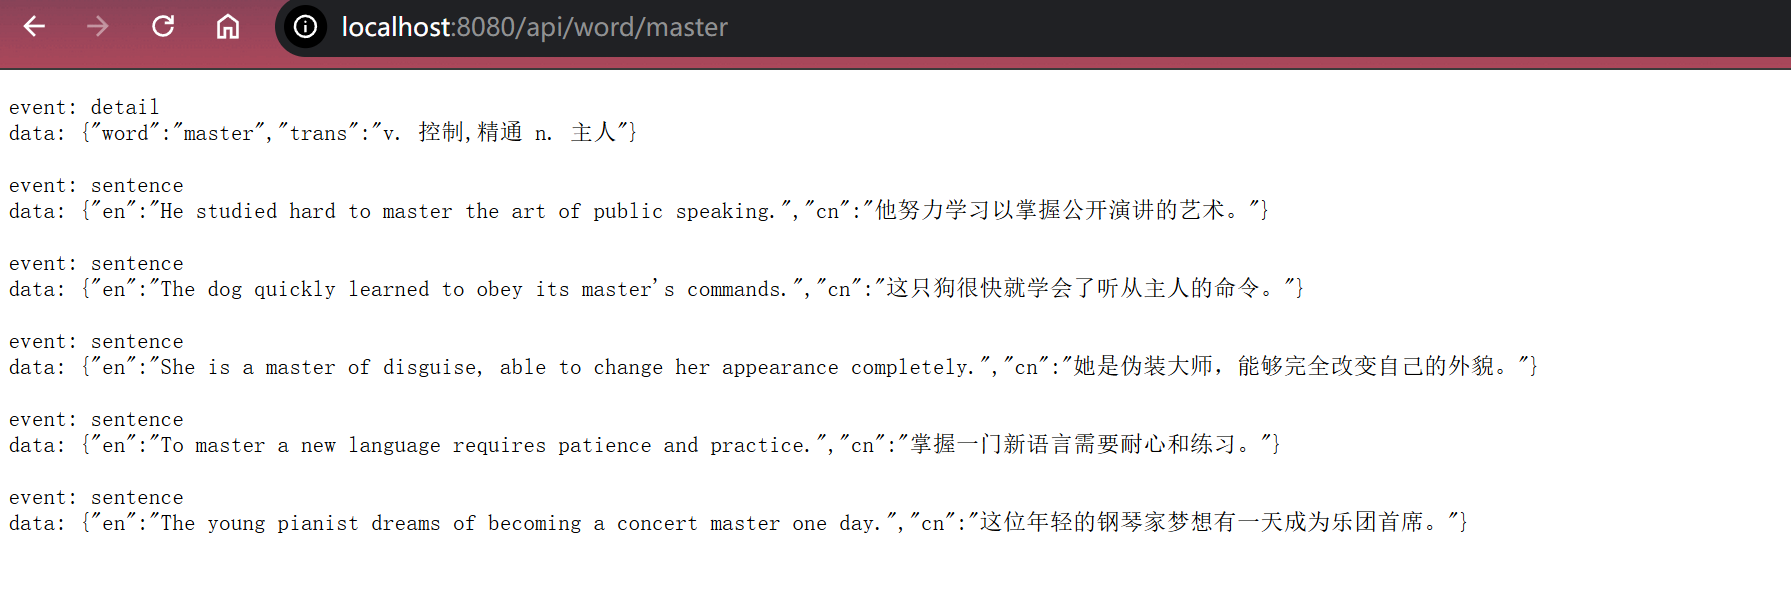 localhost:8080/api/word/master
event: detail
data: {"word":"master","trans":"v. 控制,精通 n. 主人"}
event: sentence
data: {"en":"He studied hard to master the art of public speaking.","cn":"他努力学习以掌握公开演讲的艺术。"}
event: sentence
data: {"en":"The dog quickly learned to obey its master's commands.","cn":"这只狗很快就学会了听从主人的命令。"}
event: sentence
data: {"en":"She is a master of disguise, able to change her appearance completely.","cn":"她是伪装大师，能够完全改变自己的外貌。"}
event: sentence
data: {"en":"To master a new language requires patience and practice.","cn":"掌握一门新语言需要耐心和练习。"}
event: sentence
data: {"en":"The young pianist dreams of becoming a concert master one day.","cn":"这位年轻的钢琴家梦想有一天成为乐团首席。"}